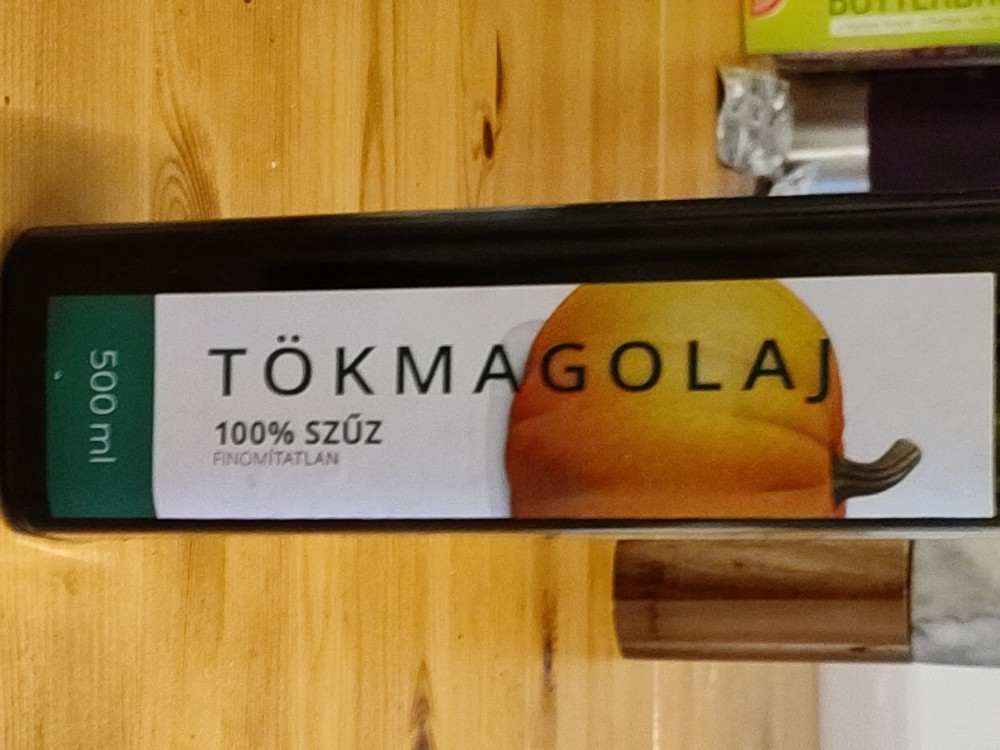 TÖKMAGOLAJ
100% SZŰZ
FINOMÍTATLAN
500 ml